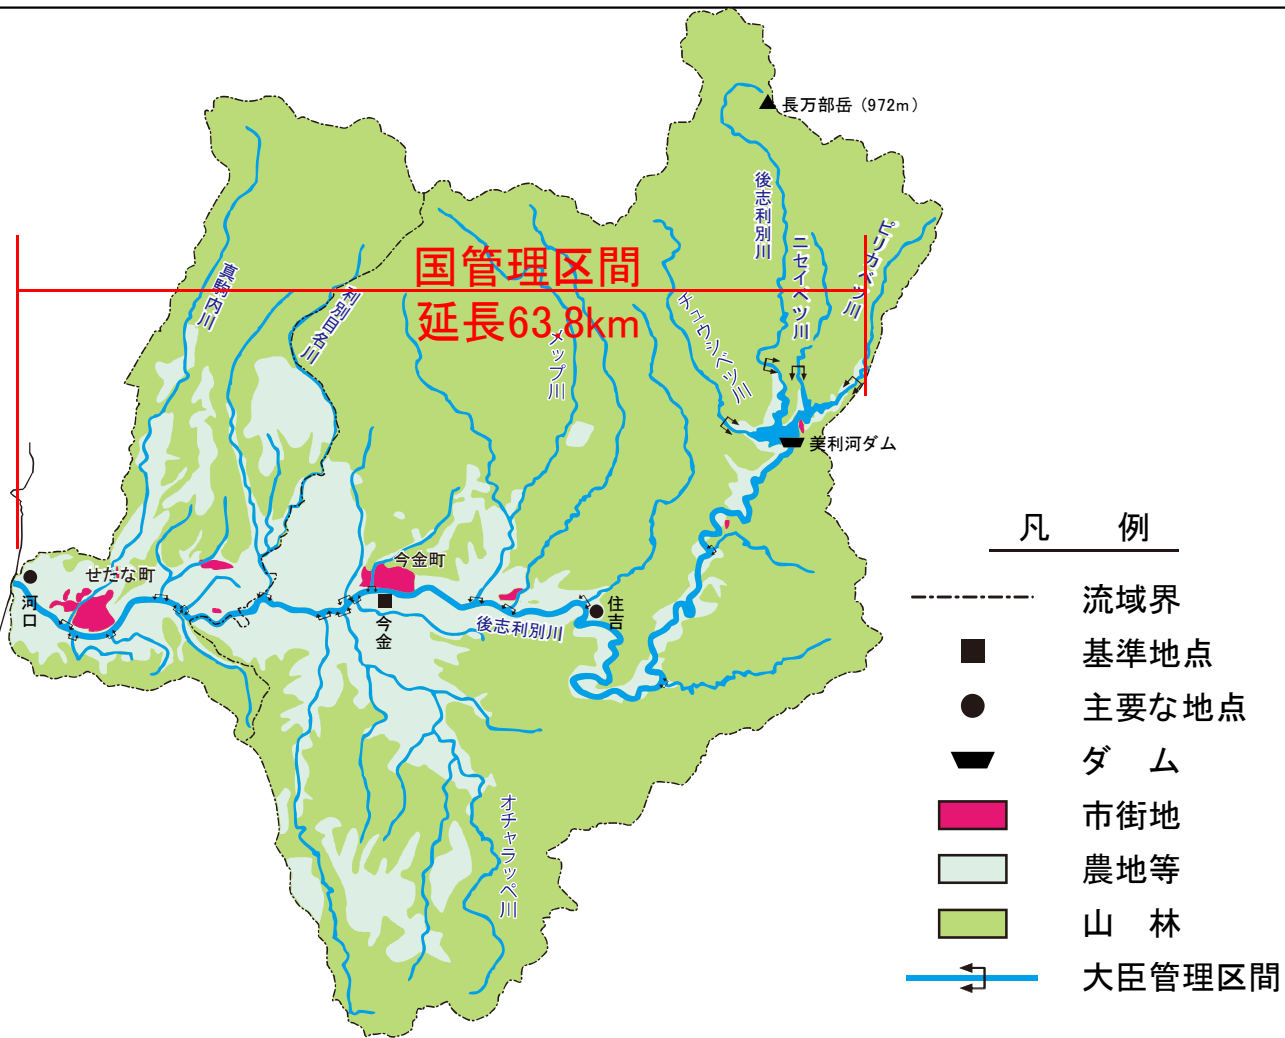 長万部岳（972m）
後志利別川
ニセイベツ川
ピリカベツ川
国管理区間
延長63.8km
真駒内川
利別目名川
メップ川
チュウシベツ川
美利河ダム
せたな町
今金町
河口
今金
住吉
後志利別川
オチャラッペ川
凡　例
流域界
基準地点
主要な地点
ダ　ム
市街地
農地等
山　林
大臣管理区間